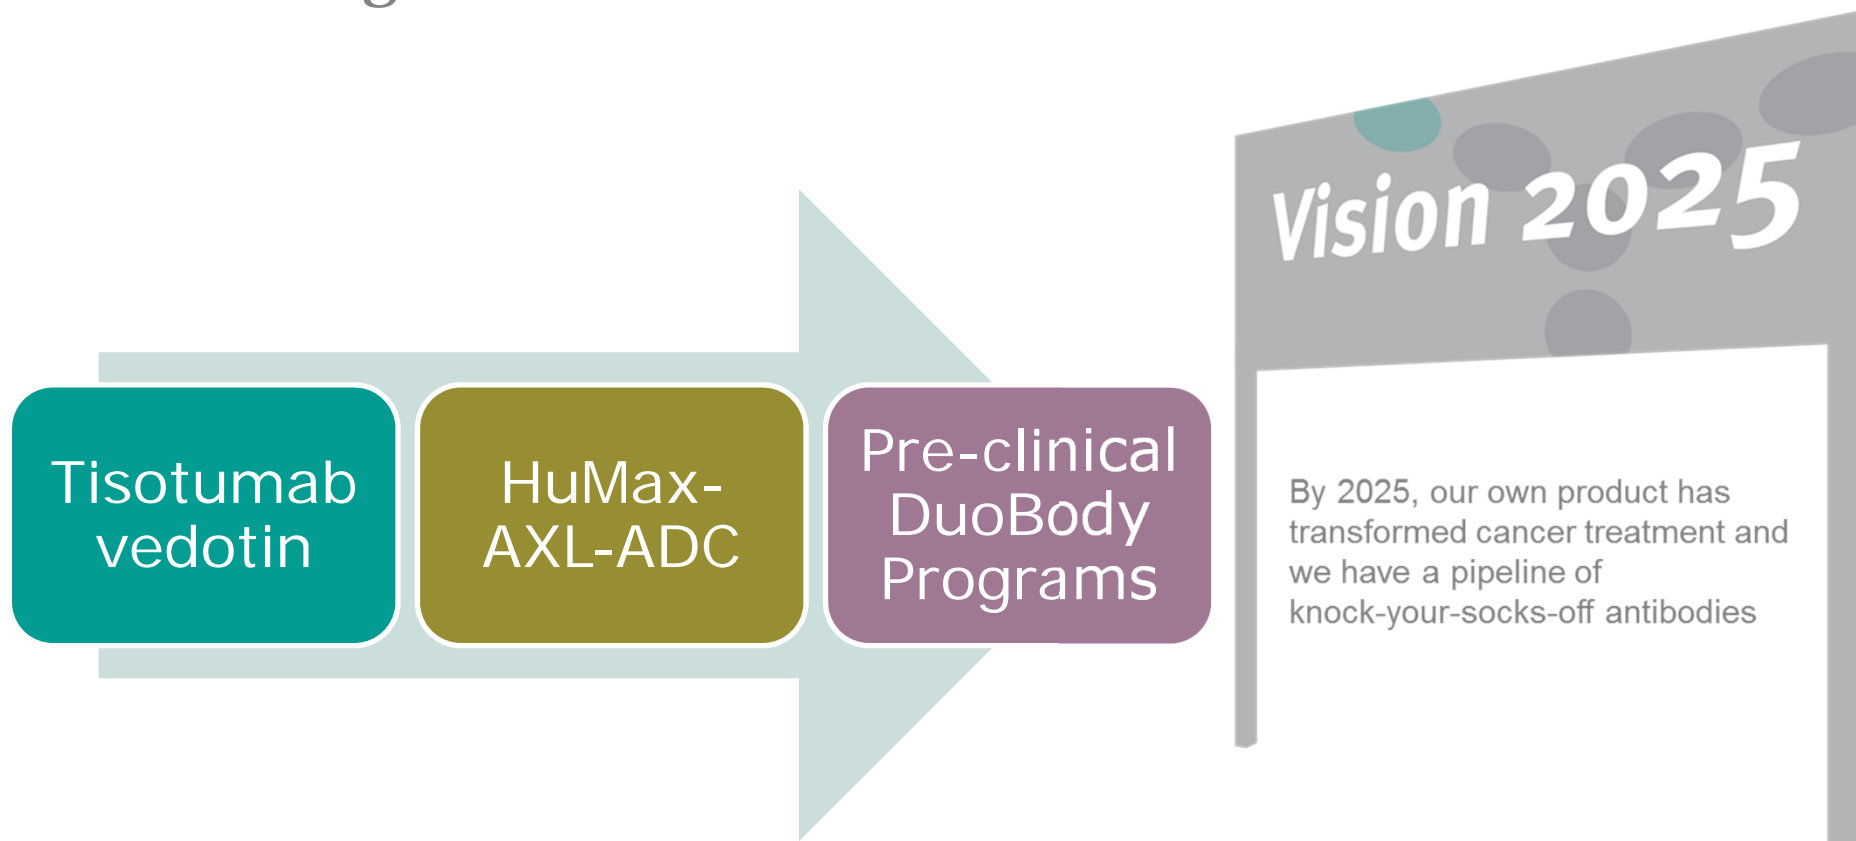 Tisotumab
vedotin
HuMax-
AXL-ADC
Pre-clinical
DuoBody
Programs
Vision 2025
By 2025, our own product has
transformed cancer treatment and
we have a pipeline of
knock-your-socks-off antibodies